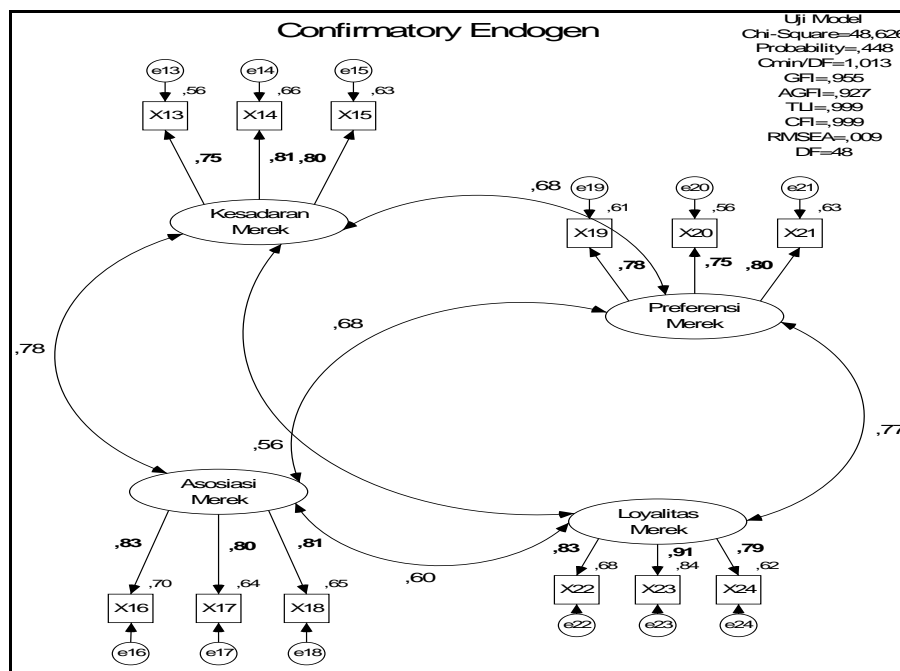 Confirmatory Endogen
Uji Model
Chi-Square=48,626
Probability=,448
Cmin/DF=1,013
GFI=,955
AGFI=,927
TLI=,999
CFI=,999
RMSEA=,009
DF=48
e13
e14
e15
,56
,66
,63
X13
X14
X15
,75
,81
,80
Kesadaran
Merek
,68
e19
e20
e21
,61
,56
,63
X19
X20
X21
,78
,75
,80
Preferensi
Merek
,78
,68
,56
,77
Asosiasi
Merek
,83
,80
,81
,70
,64
,65
X16
X17
X18
e16
e17
e18
,60
Loyalitas
Merek
,83
,91
,79
,68
,84
,62
X22
X23
X24
e22
e23
e24